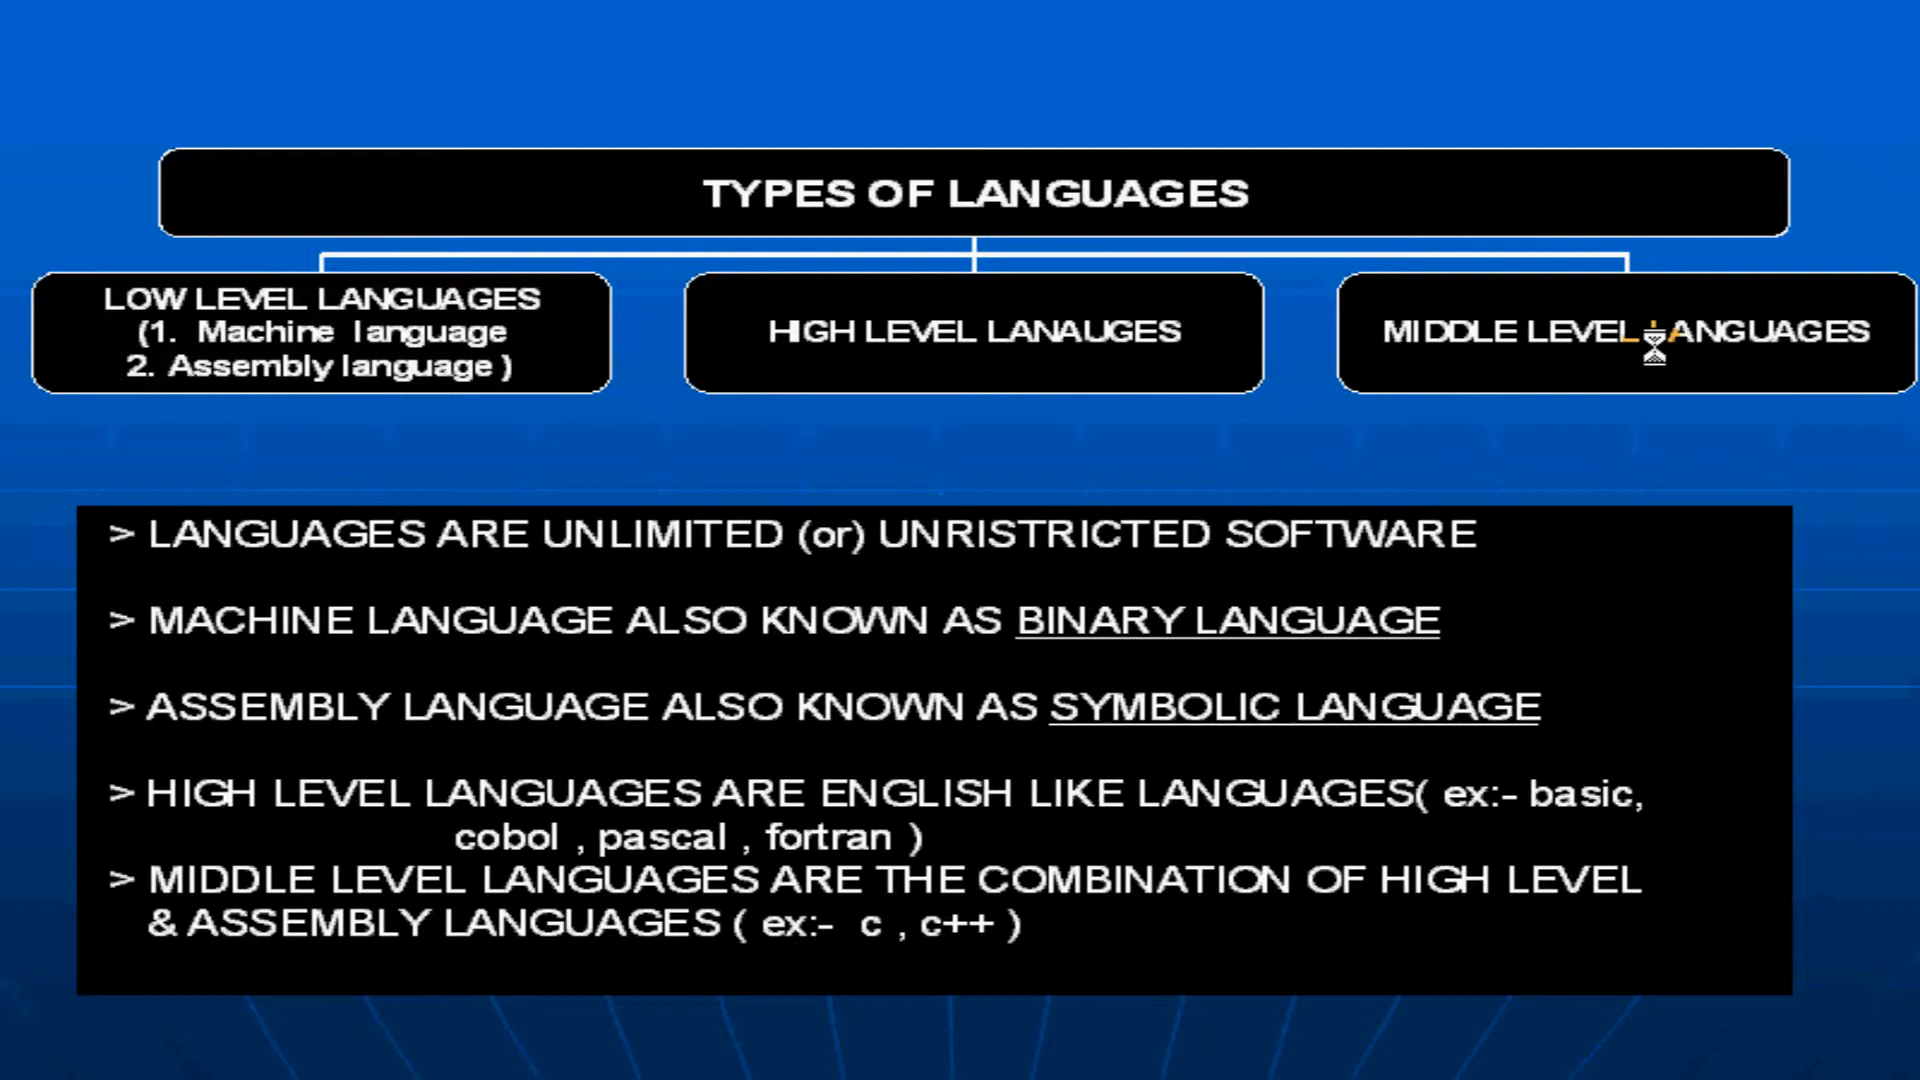 TYPES OF LANGUAGES
LOW LEVEL LANGUAGES
(1. Machine language
2. Assembly language )
HIGH LEVEL LANAUGES
MIDDLE LEVEL LANGUAGES
> LANGUAGES ARE UNLIMITED (or) UNRISTRICTED SOFTWARE
> MACHINE LANGUAGE ALSO KNOWN AS BINARY LANGUAGE
> ASSEMBLY LANGUAGE ALSO KNOWN AS SYMBOLIC LANGUAGE
> HIGH LEVEL LANGUAGES ARE ENGLISH LIKE LANGUAGES( ex:- basic,
cobol , pascal , fortran )
> MIDDLE LEVEL LANGUAGES ARE THE COMBINATION OF HIGH LEVEL
& ASSEMBLY LANGUAGES ( ex:- c , c++ )